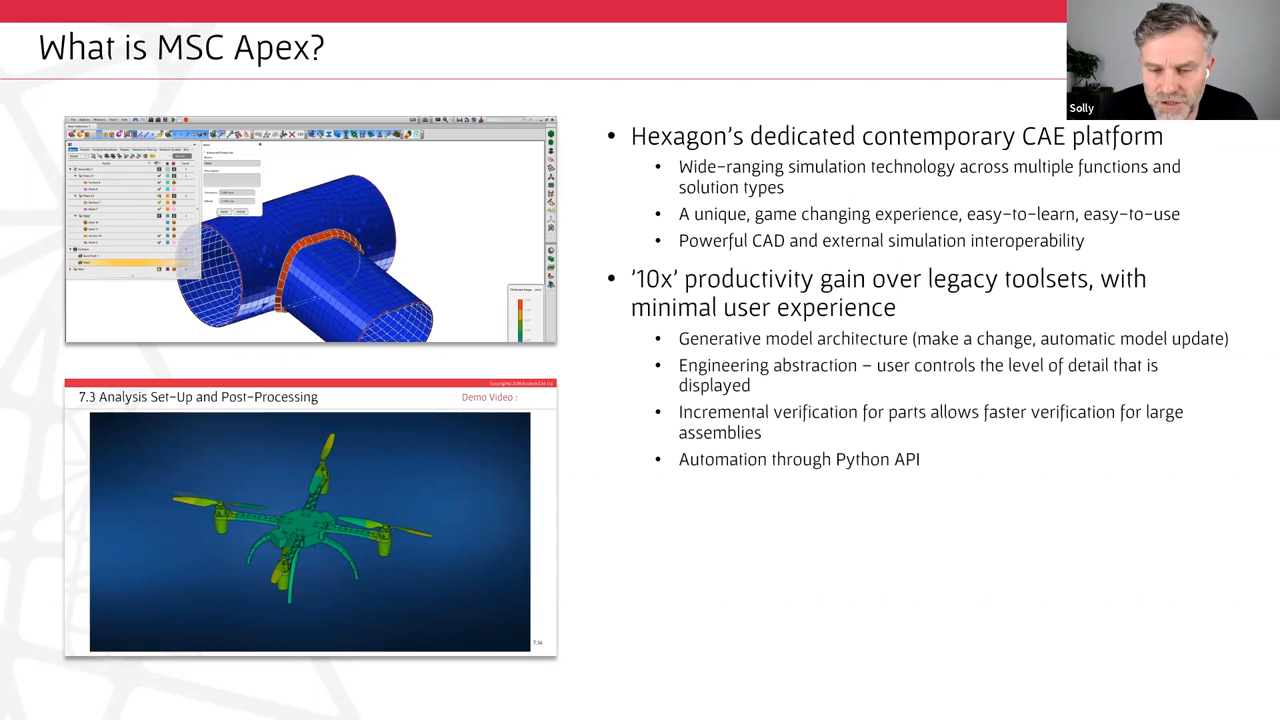 What is MSC Apex?
Solly
• Hexagon's dedicated contemporary CAE platform
• Wide-ranging simulation technology across multiple functions and
solution types
• A unique, game changing experience, easy-to-learn, easy-to-use
• Powerful CAD and external simulation interoperability
• '10x' productivity gain over legacy toolsets, with
minimal user experience
• Generative model architecture (make a change, automatic model update)
• Engineering abstraction – user controls the level of detail that is
displayed
• Incremental verification for parts allows faster verification for large
assemblies
• Automation through Python API
7.3 Analysis Set-Up and Post-Processing
Demo Video :
7.14